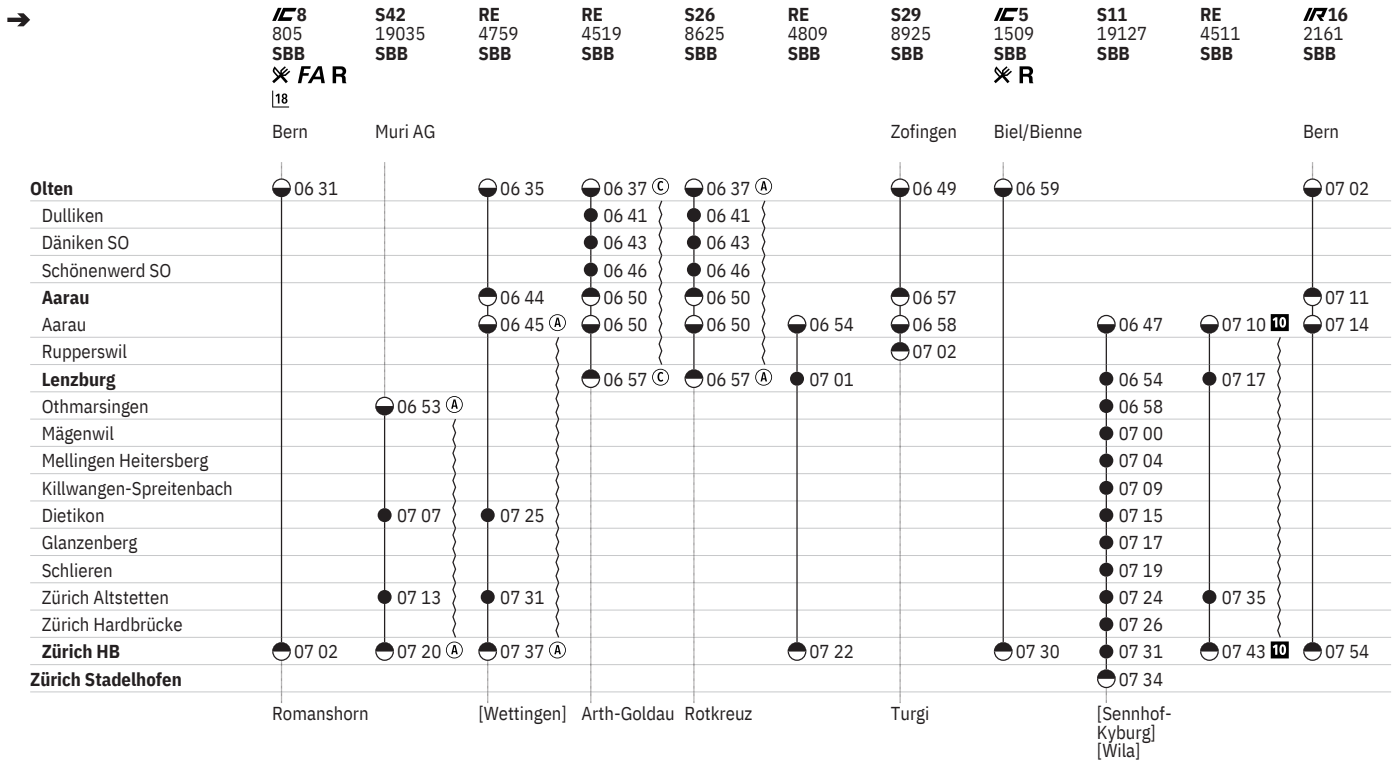 ➔ IC8 S42 RE RE S26 RE S29 IC5 S11 RE IR16
805 19035 4759 4519 8625 4809 8925 1509 19127 4511 2161
SBB SBB SBB SBB SBB SBB SBB SBB SBB SBB SBB
FA R R
18
Bern Muri AG Zofingen Biel/Bienne Bern
Olten 06 31 06 35 06 37 Ⓒ 06 37 Ⓐ 06 49 06 59 07 02
Dulliken 06 41 06 41
Däniken SO 06 43 06 43
Schönenwerd SO 06 46 06 46
Aarau 06 44 06 50 06 50 06 57 07 11
Aarau 06 45 Ⓐ 06 50 06 50 06 54 06 58 06 47 07 10 10 07 14
Rupperswil 07 02
Lenzburg 06 57 Ⓒ 06 57 Ⓐ 07 01 06 54 07 17
Othmarsingen 06 53 Ⓐ 06 58
Mägenwil 07 00
Mellingen Heitersberg 07 04
Killwangen-Spreitenbach 07 09
Dietikon 07 07 07 25 07 15
Glanzenberg 07 17
Schlieren 07 19
Zürich Altstetten 07 13 07 31 07 24 07 35
Zürich Hardbrücke 07 26
Zürich HB 07 02 07 20 Ⓐ 07 37 Ⓐ 07 22 07 30 07 31 07 43 10 07 54
Zürich Stadelhofen 07 34
Romanshorn [Wettingen] Arth-Goldau Rotkreuz Turgi [Sennhof-
Kyburg]
[Wila]